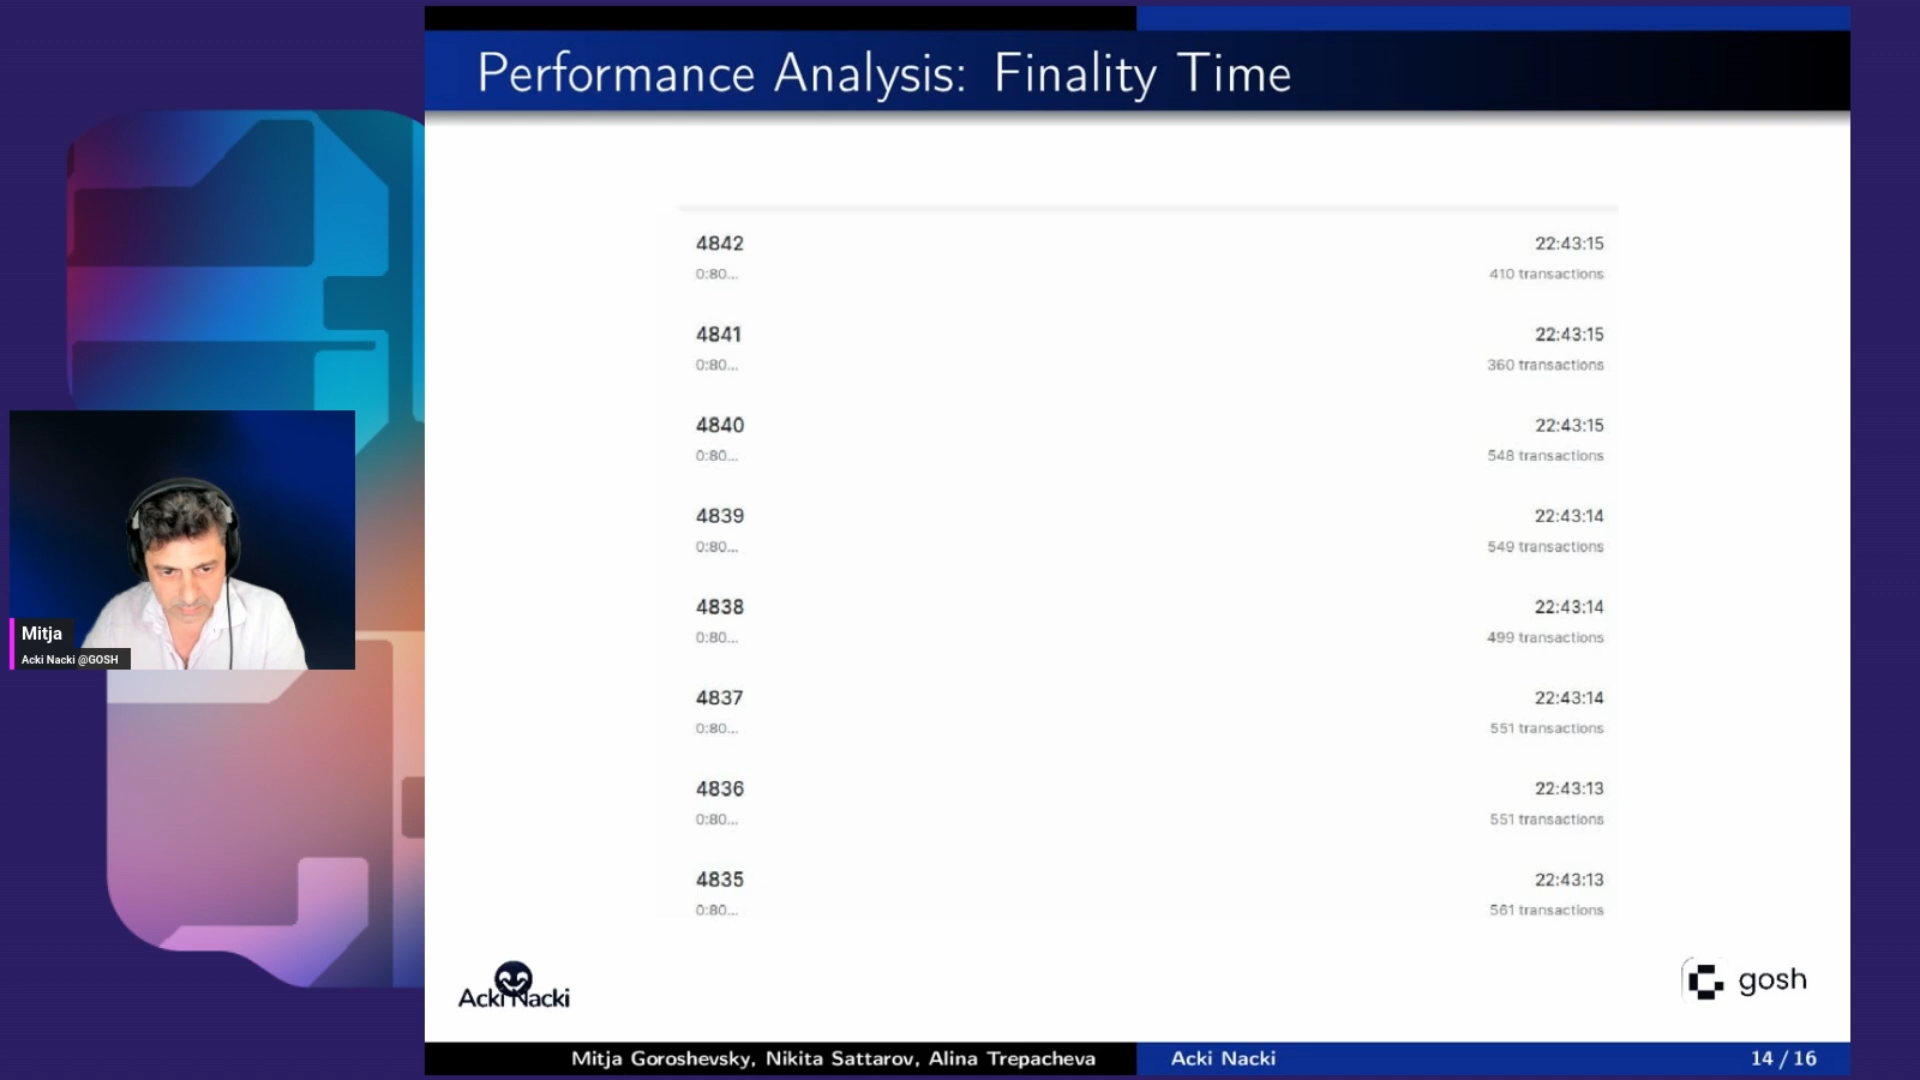 Performance Analysis: Finality Time
4842 22:43:15
0:80... 410 transactions
4841 22:43:15
0:80... 360 transactions
4840 22:43:15
0:80... 548 transactions
4839 22:43:14
0:80... 549 transactions
4838 22:43:14
0:80... 499 transactions
4837 22:43:14
0:80... 551 transactions
4836 22:43:13
0:80... 551 transactions
4835 22:43:13
0:80... 561 transactions
Mitja
Acki Nacki @GOSH
Acki Nacki
gosh
Mitja Goroshevsky, Nikita Sattarov, Alina Trepacheva Acki Nacki 14 / 16